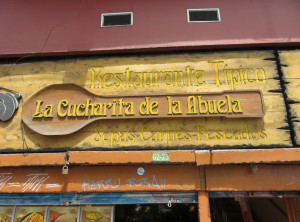 Restaurante Típico
La Cucharita de la Abuela
Sopas-Carnes-Pescados